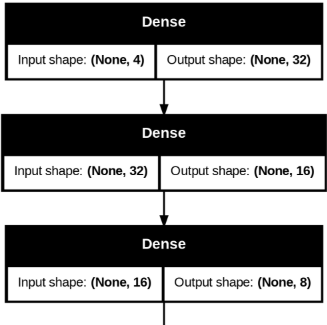 Dense
Input shape: (None, 4) Output shape: (None, 32)
Dense
Input shape: (None, 32) Output shape: (None, 16)
Dense
Input shape: (None, 16) Output shape: (None, 8)